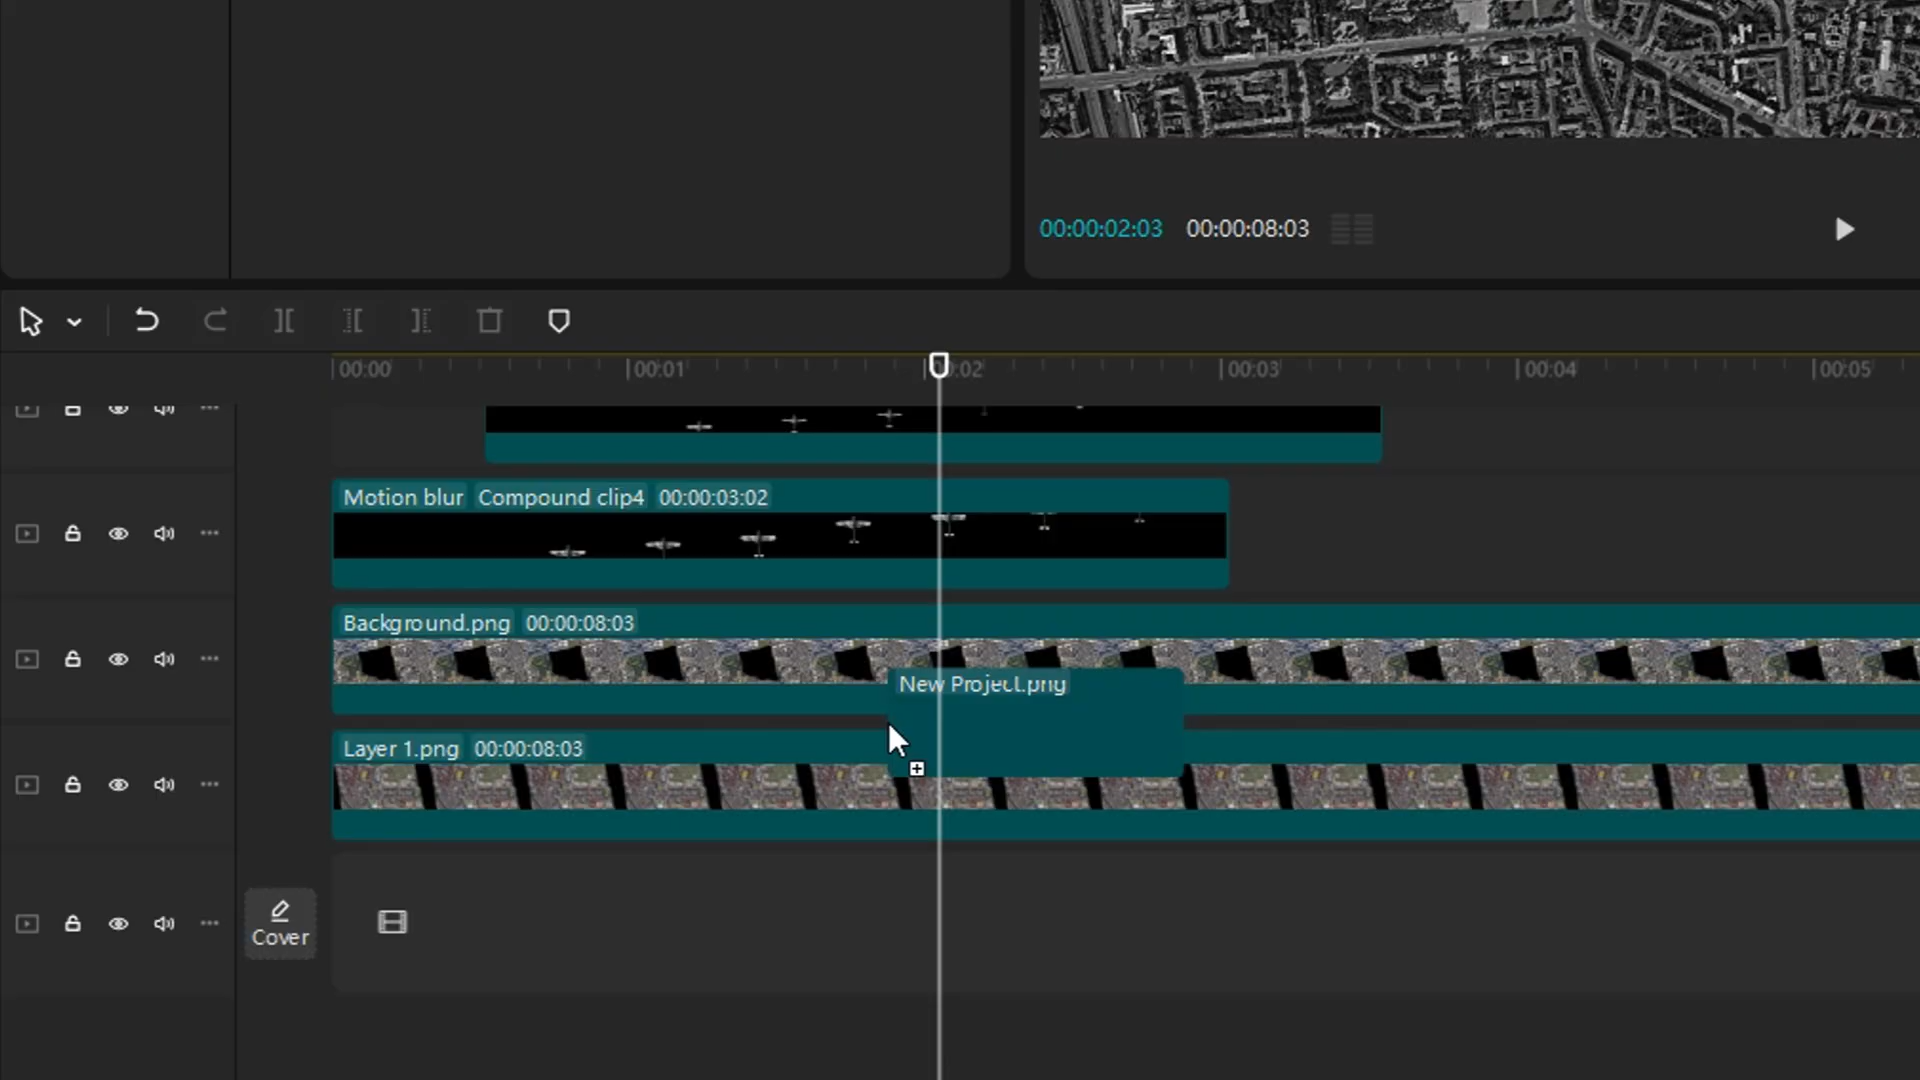 00:00:02:03 00:00:08:03
00:00 00:01 00:02 00:03 00:04 00:05
Motion blur Compound clip4 00:00:03:02
Background.png 00:00:08:03
New Project.png
Layer 1.png 00:00:08:03
Cover